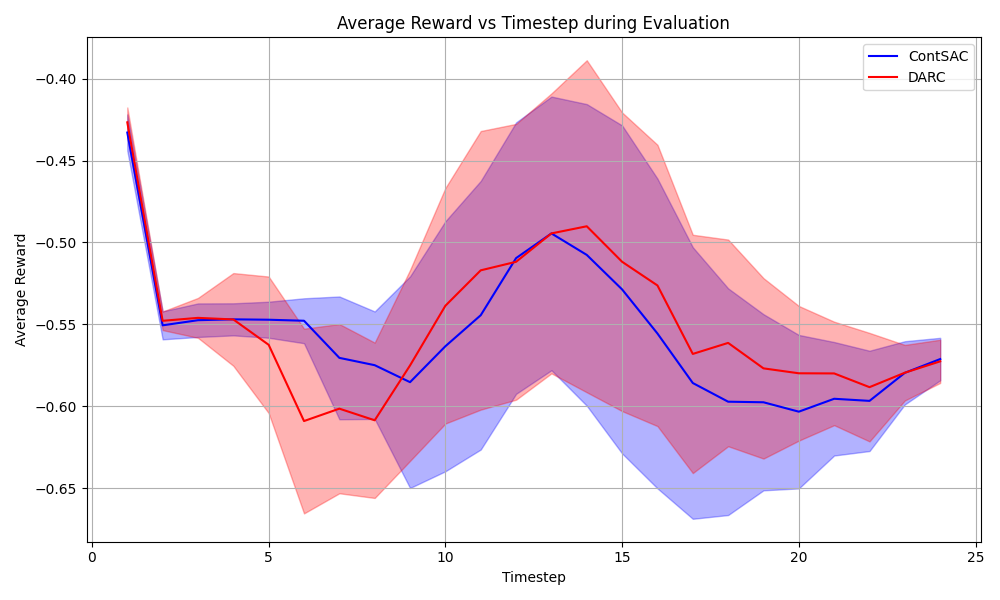 Average Reward vs Timestep during Evaluation
ContSAC
DARC
Average Reward
−0.40
−0.45
−0.50
−0.55
−0.60
−0.65
0 5 10 15 20 25
Timestep